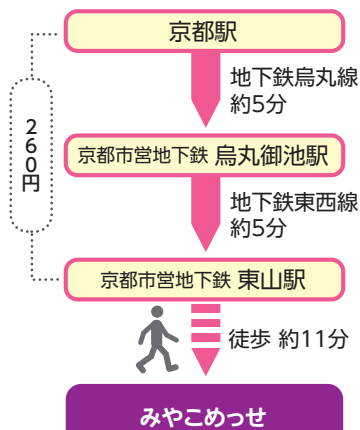 京都駅
地下鉄烏丸線
約5分
260円
京都市営地下鉄 烏丸御池駅
地下鉄東西線
約5分
京都市営地下鉄 東山駅
徒歩 約11分
みやこめっせ